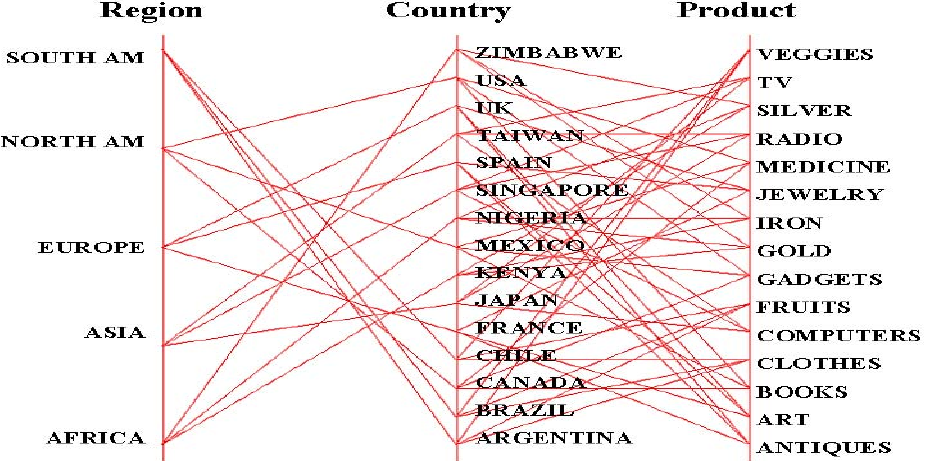 Region Country Product
SOUTH AM
NORTH AM
EUROPE
ASIA
AFRICA
ZIMBABWE
USA
UK
TAIWAN
SPAIN
SINGAPORE
NIGERIA
MEXICO
KENYA
JAPAN
FRANCE
CHILE
CANADA
BRAZIL
ARGENTINA
VEGGIES
TV
SILVER
RADIO
MEDICINE
JEWELRY
IRON
GOLD
GADGETS
FRUITS
COMPUTERS
CLOTHES
BOOKS
ART
ANTIQUES